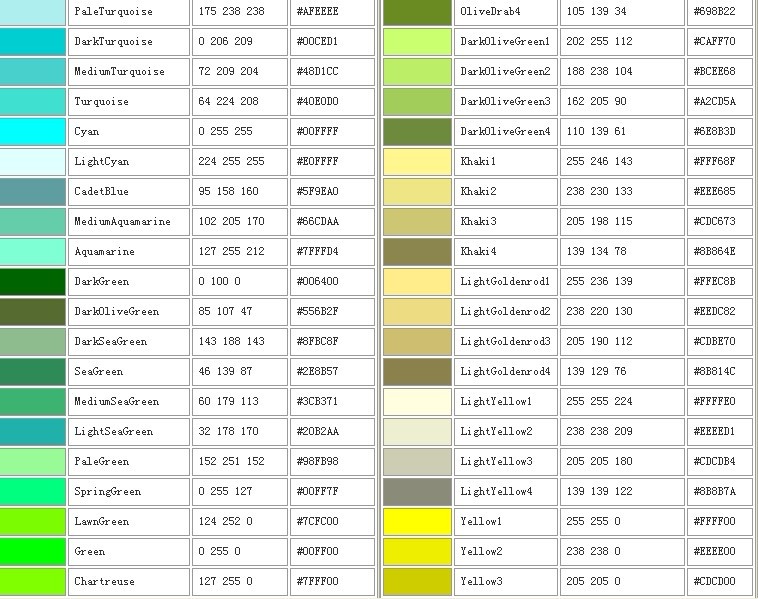 PaleTurquoise 175 238 238 #AFEEEE OliveDrab4 105 139 34 #698B22
DarkTurquoise 0 206 209 #00CED1 DarkOliveGreen1 202 255 112 #CAFF70
MediumTurquoise 72 209 204 #48D1CC DarkOliveGreen2 188 238 104 #BCEE68
Turquoise 64 224 208 #40E0D0 DarkOliveGreen3 162 205 90 #A2CD5A
Cyan 0 255 255 #00FFFF DarkOliveGreen4 110 139 61 #6E8B3D
LightCyan 224 255 255 #E0FFFF Khaki1 255 246 143 #FFF68F
CadetBlue 95 158 160 #5F9EA0 Khaki2 238 230 133 #EEE685
MediumAquamarine 102 205 170 #66CDAA Khaki3 205 198 115 #CDC673
Aquamarine 127 255 212 #7FFFD4 Khaki4 139 134 78 #8B864E
DarkGreen 0 100 0 #006400 LightGoldenrod1 255 236 139 #FFEC8B
DarkOliveGreen 85 107 47 #556B2F LightGoldenrod2 238 220 130 #EEDC82
DarkSeaGreen 143 188 143 #8FBC8F LightGoldenrod3 205 190 112 #CDBE70
SeaGreen 46 139 87 #2E8B57 LightGoldenrod4 139 129 76 #8B814C
MediumSeaGreen 60 179 113 #3CB371 LightYellow1 255 255 224 #FFFFE0
LightSeaGreen 32 178 170 #20B2AA LightYellow2 238 238 209 #EEEED1
PaleGreen 152 251 152 #98FB98 LightYellow3 205 205 180 #CDCDB4
SpringGreen 0 255 127 #00FF7F LightYellow4 139 139 122 #8B8B7A
LawnGreen 124 252 0 #7CFC00 Yellow1 255 255 0 #FFFF00
Green 0 255 0 #00FF00 Yellow2 238 238 0 #EEEE00
Chartreuse 127 255 0 #7FFF00 Yellow3 205 205 0 #CDCD00